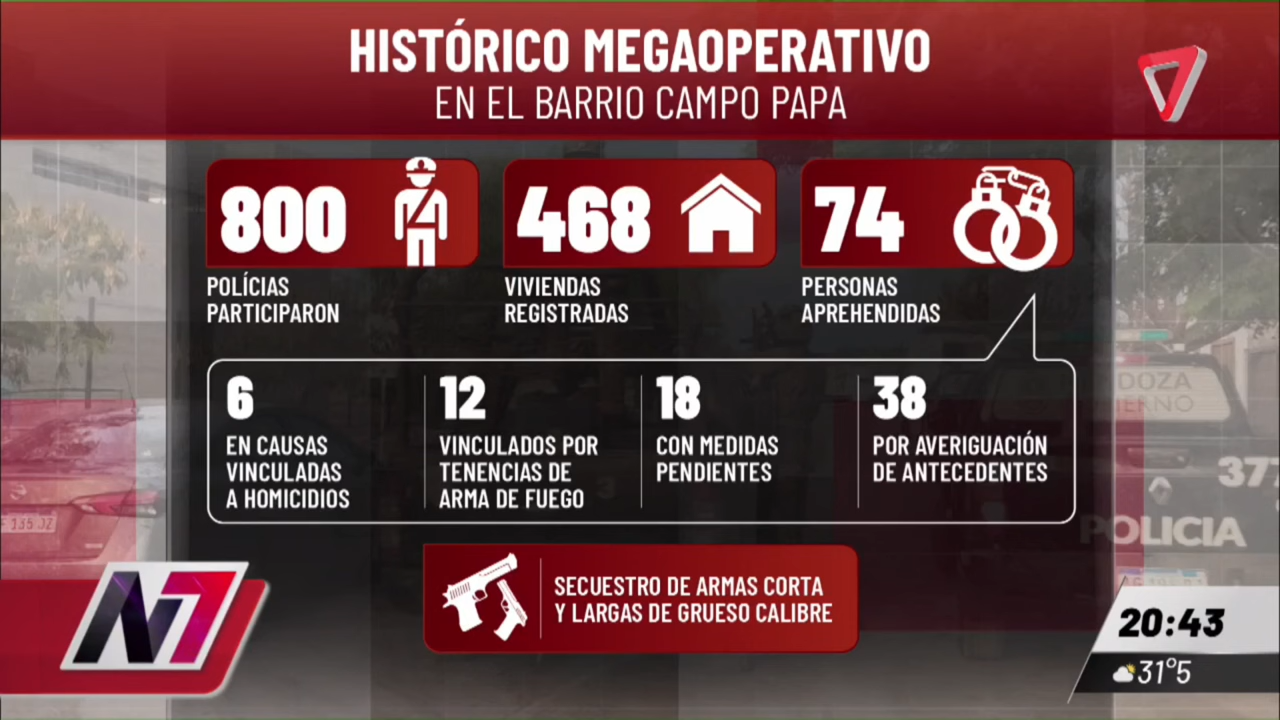 HISTÓRICO MEGAOPERATIVO
EN EL BARRIO CAMPO PAPA
800
POLÍCIAS
PARTICIPARON
468
VIVIENDAS
REGISTRADAS
74
PERSONAS
APREHENDIDAS
6
EN CAUSAS
VINCULADAS
A HOMICIDIOS
12
VINCULADOS POR
TENENCIAS DE
ARMA DE FUEGO
18
CON MEDIDAS
PENDIENTES
38
POR AVERIGUACIÓN
DE ANTECEDENTES
SECUESTRO DE ARMAS CORTA
Y LARGAS DE GRUESO CALIBRE
N7
20:43
31°5
POLICIA